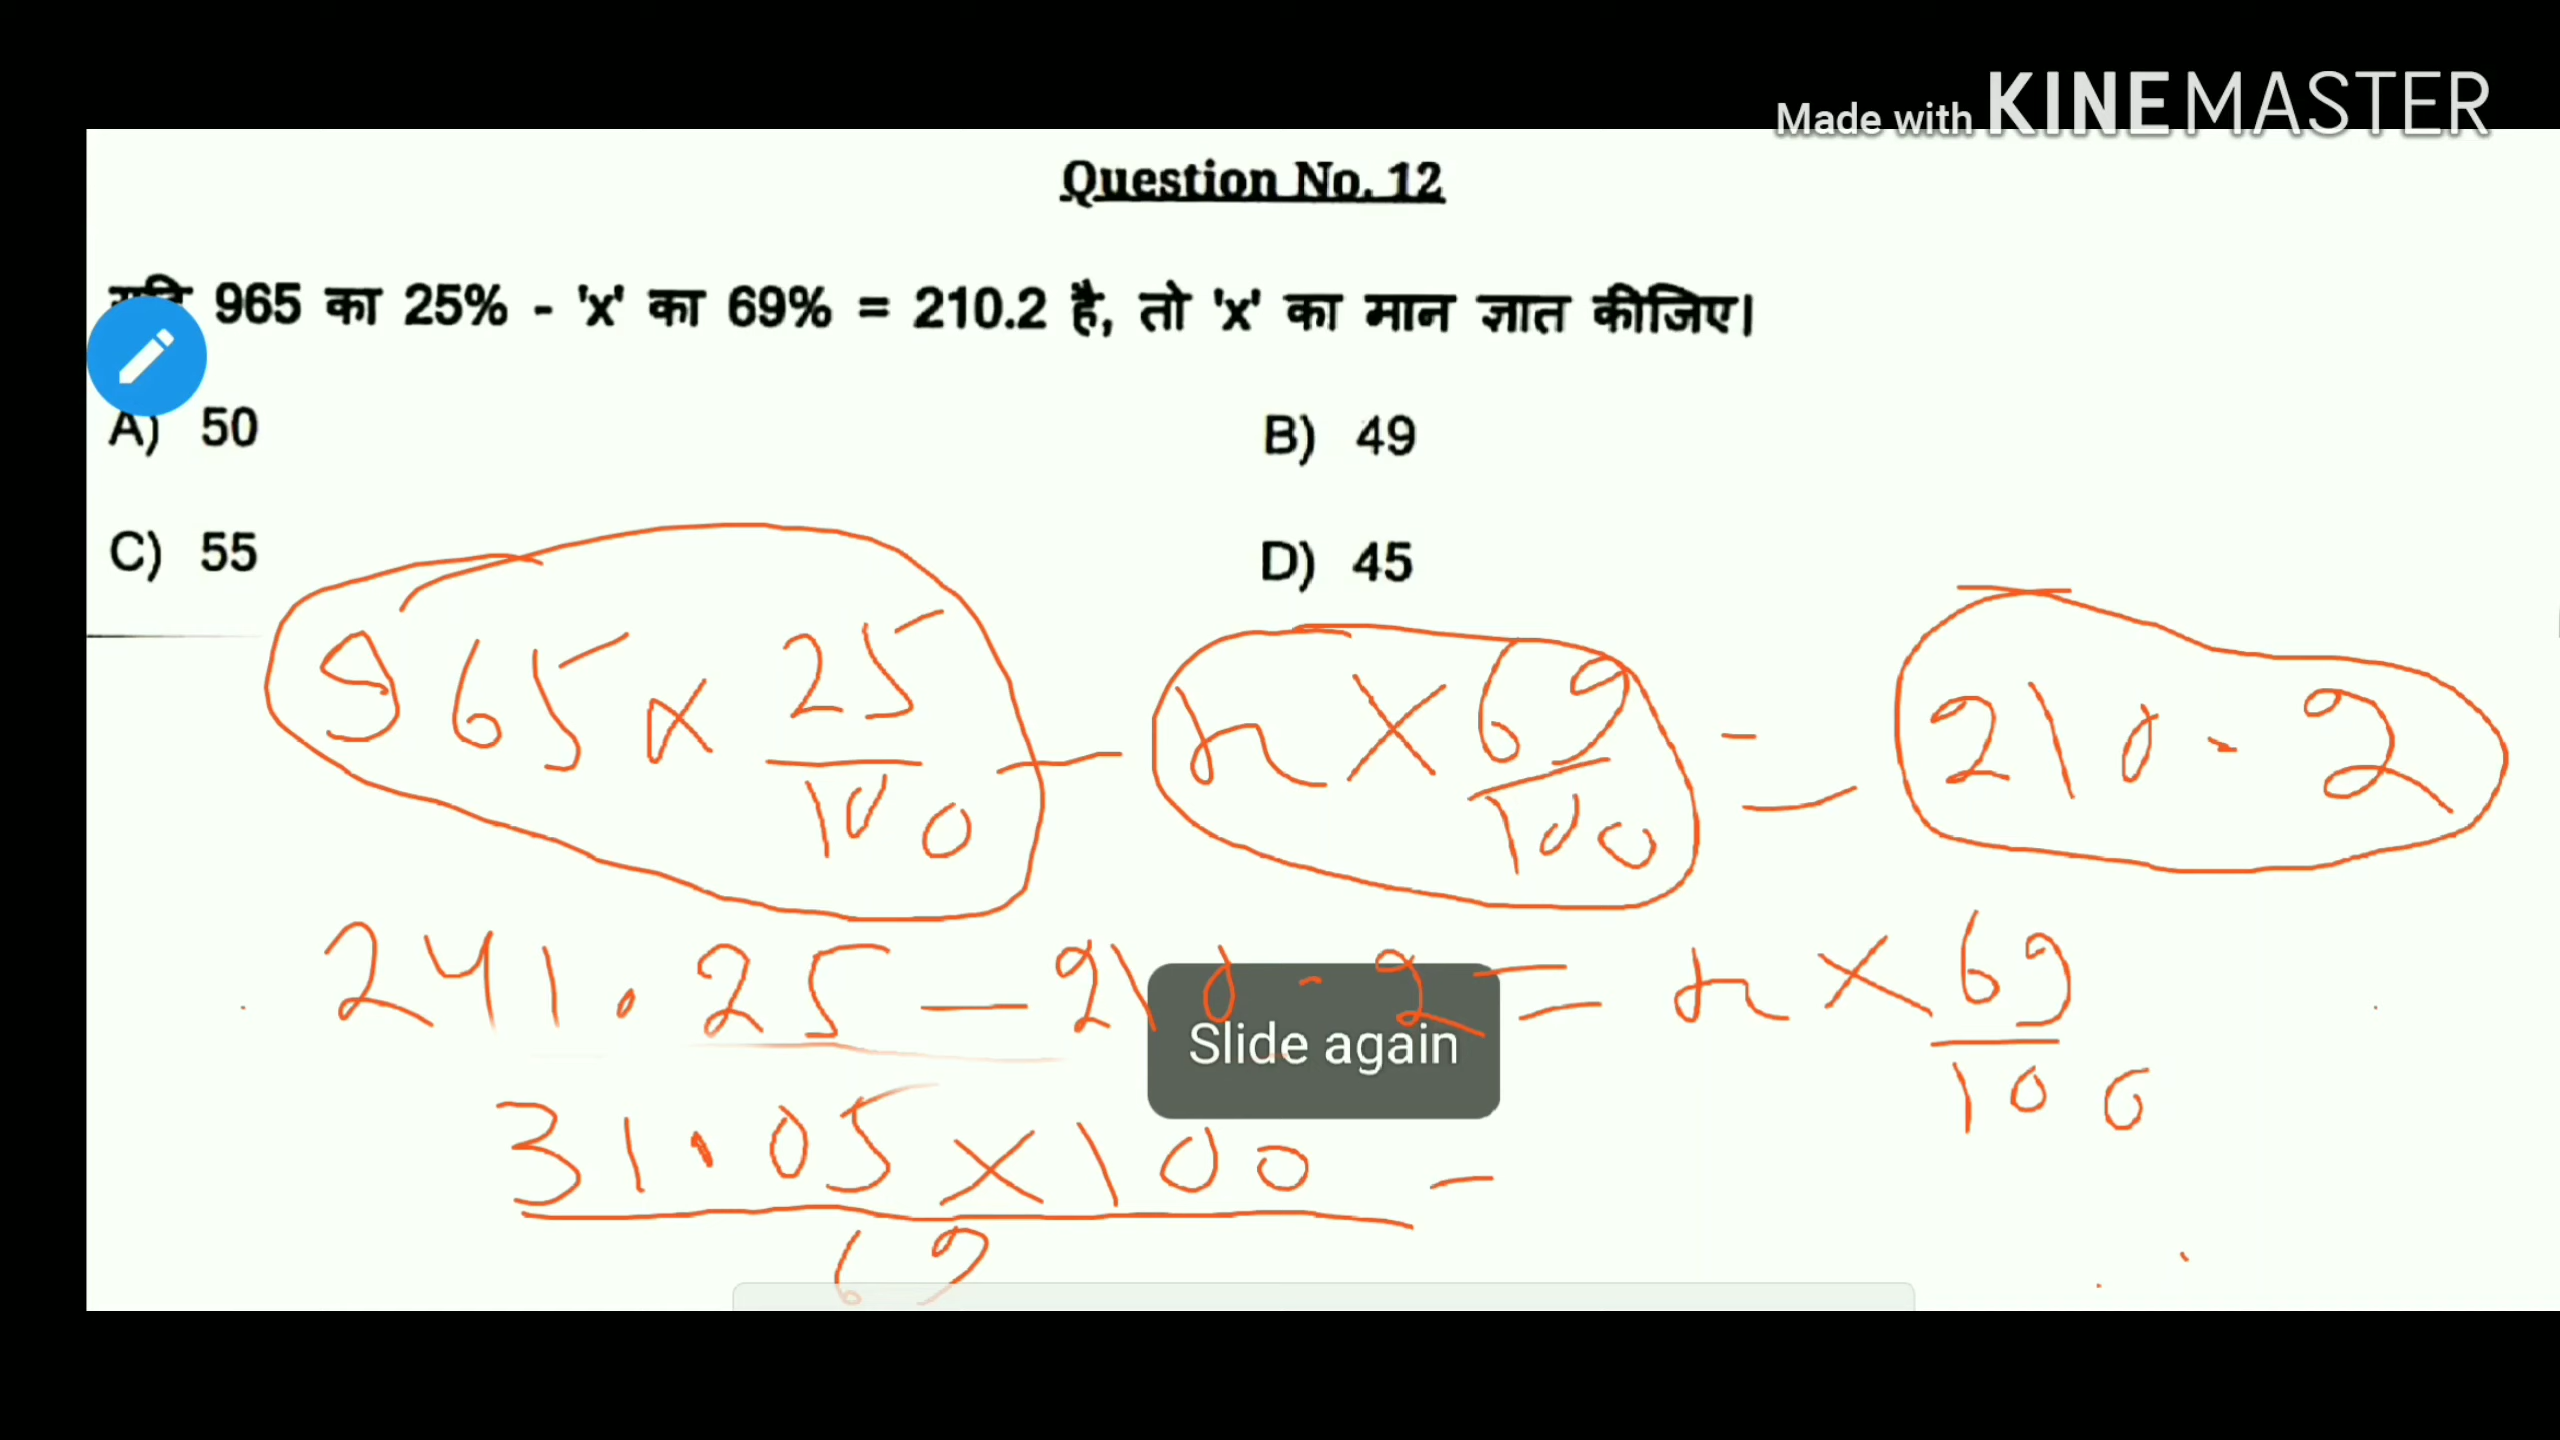 Made with KINEMASTER
Question No. 12
965 का 25% - 'x' का 69% = 210.2 है, तो 'x' का मान ज्ञात कीजिए।
A) 50 B) 49
C) 55 D) 45
965 x 25/100 - x × 69/100 = 210.2
241.25 - 210.2 = x × 69/100
Slide again
31.05 × 100 / 69 -